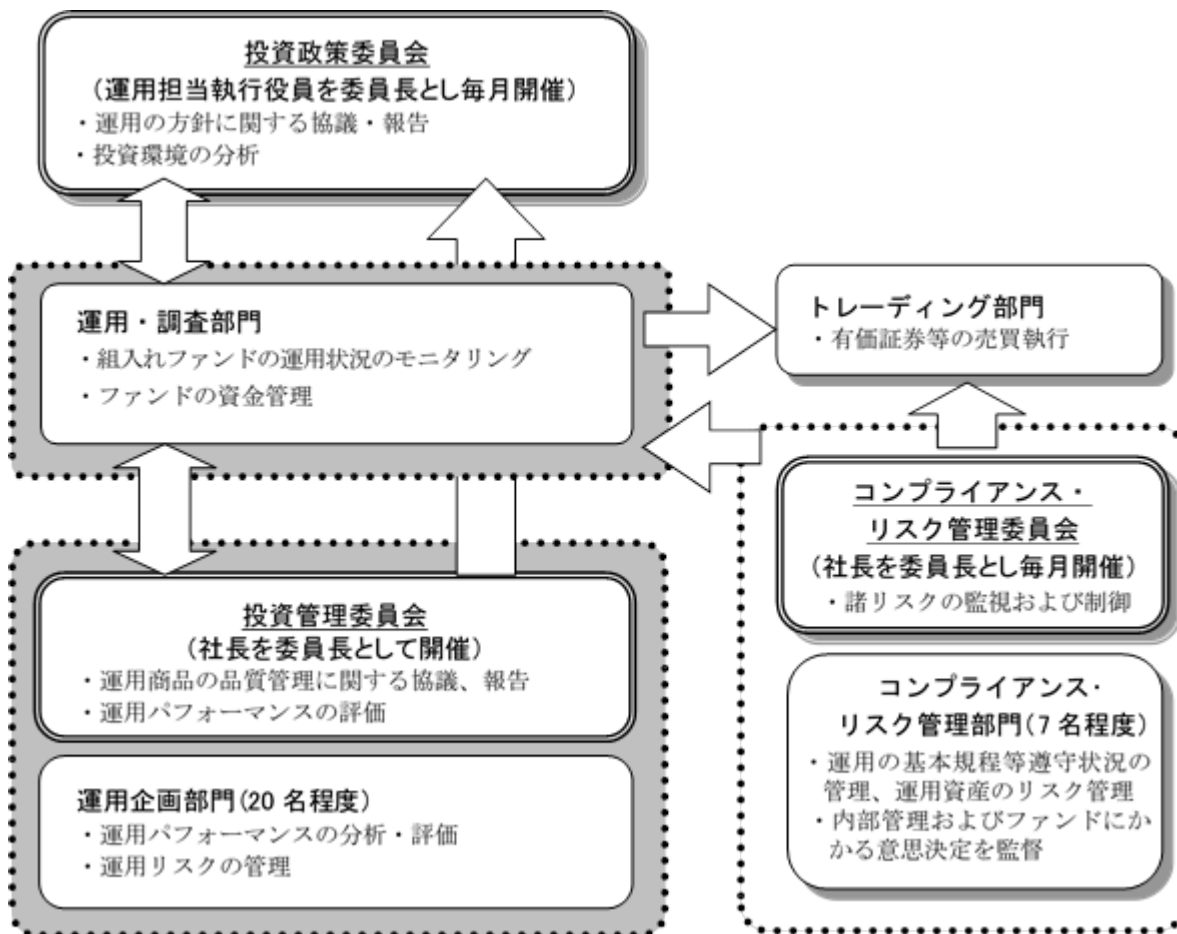 投資政策委員会
(運用担当執行役員を委員長とし毎月開催)
・運用の方針に関する協議・報告
・投資環境の分析
運用・調査部門
・組入れファンドの運用状況のモニタリング
・ファンドの資金管理
トレーディング部門
・有価証券等の売買執行
投資管理委員会
(社長を委員長として開催)
・運用商品の品質管理に関する協議、報告
・運用パフォーマンスの評価
運用企画部門(20 名程度)
・運用パフォーマンスの分析・評価
・運用リスクの管理
コンプライアンス・
リスク管理委員会
(社長を委員長とし毎月開催)
・諸リスクの監視および制御
コンプライアンス・
リスク管理部門(7 名程度)
・運用の基本規程等遵守状況の
管理、運用資産のリスク管理
・内部管理およびファンドにか
かる意思決定を監督